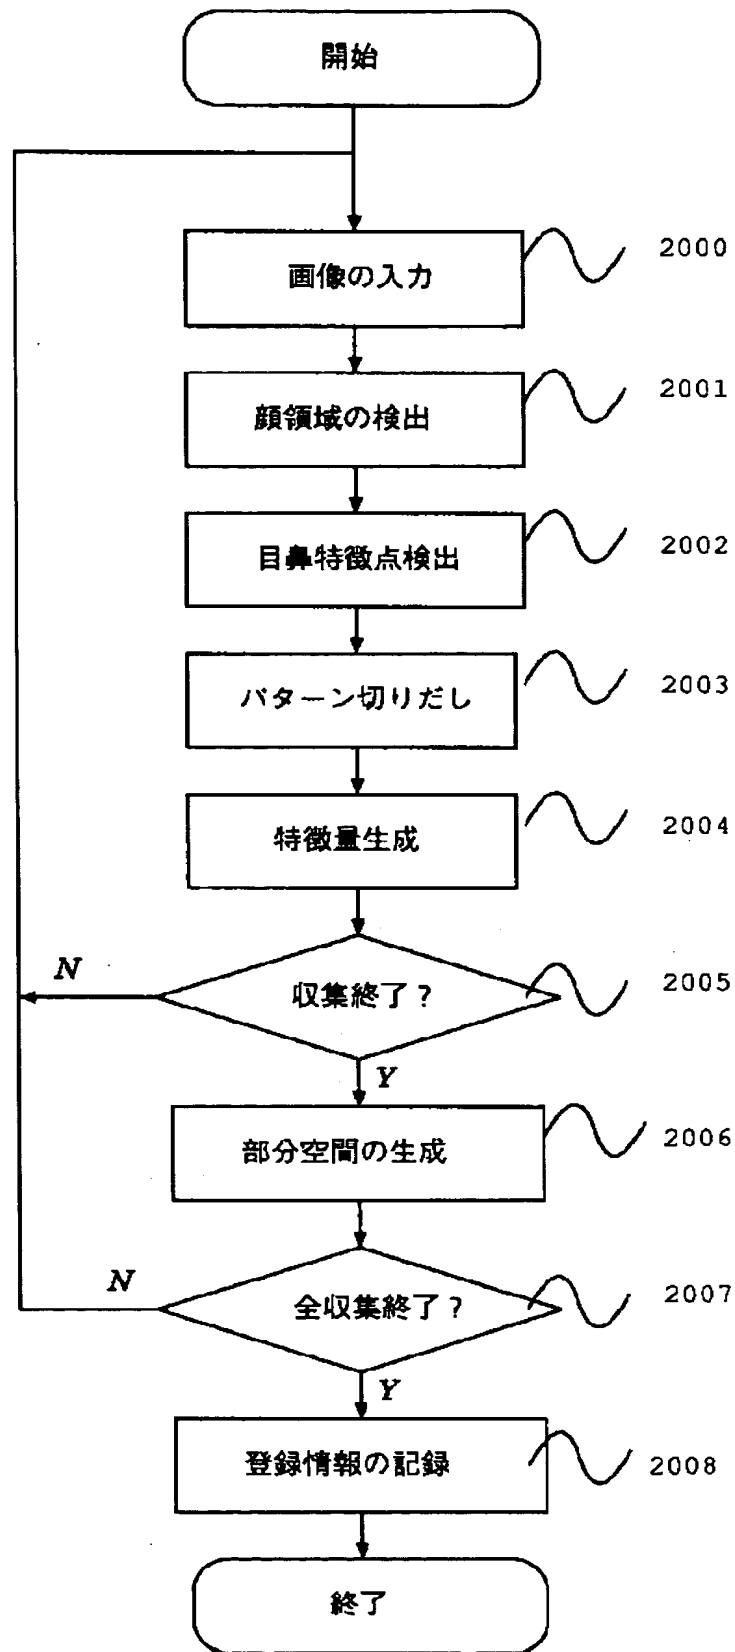 開始
画像の入力
2000
顔領域の検出
2001
目鼻特徴点検出
2002
パターン切りだし
2003
特徴量生成
2004
N
収集終了？
2005
Y
部分空間の生成
2006
N
全収集終了？
2007
Y
登録情報の記録
2008
終了